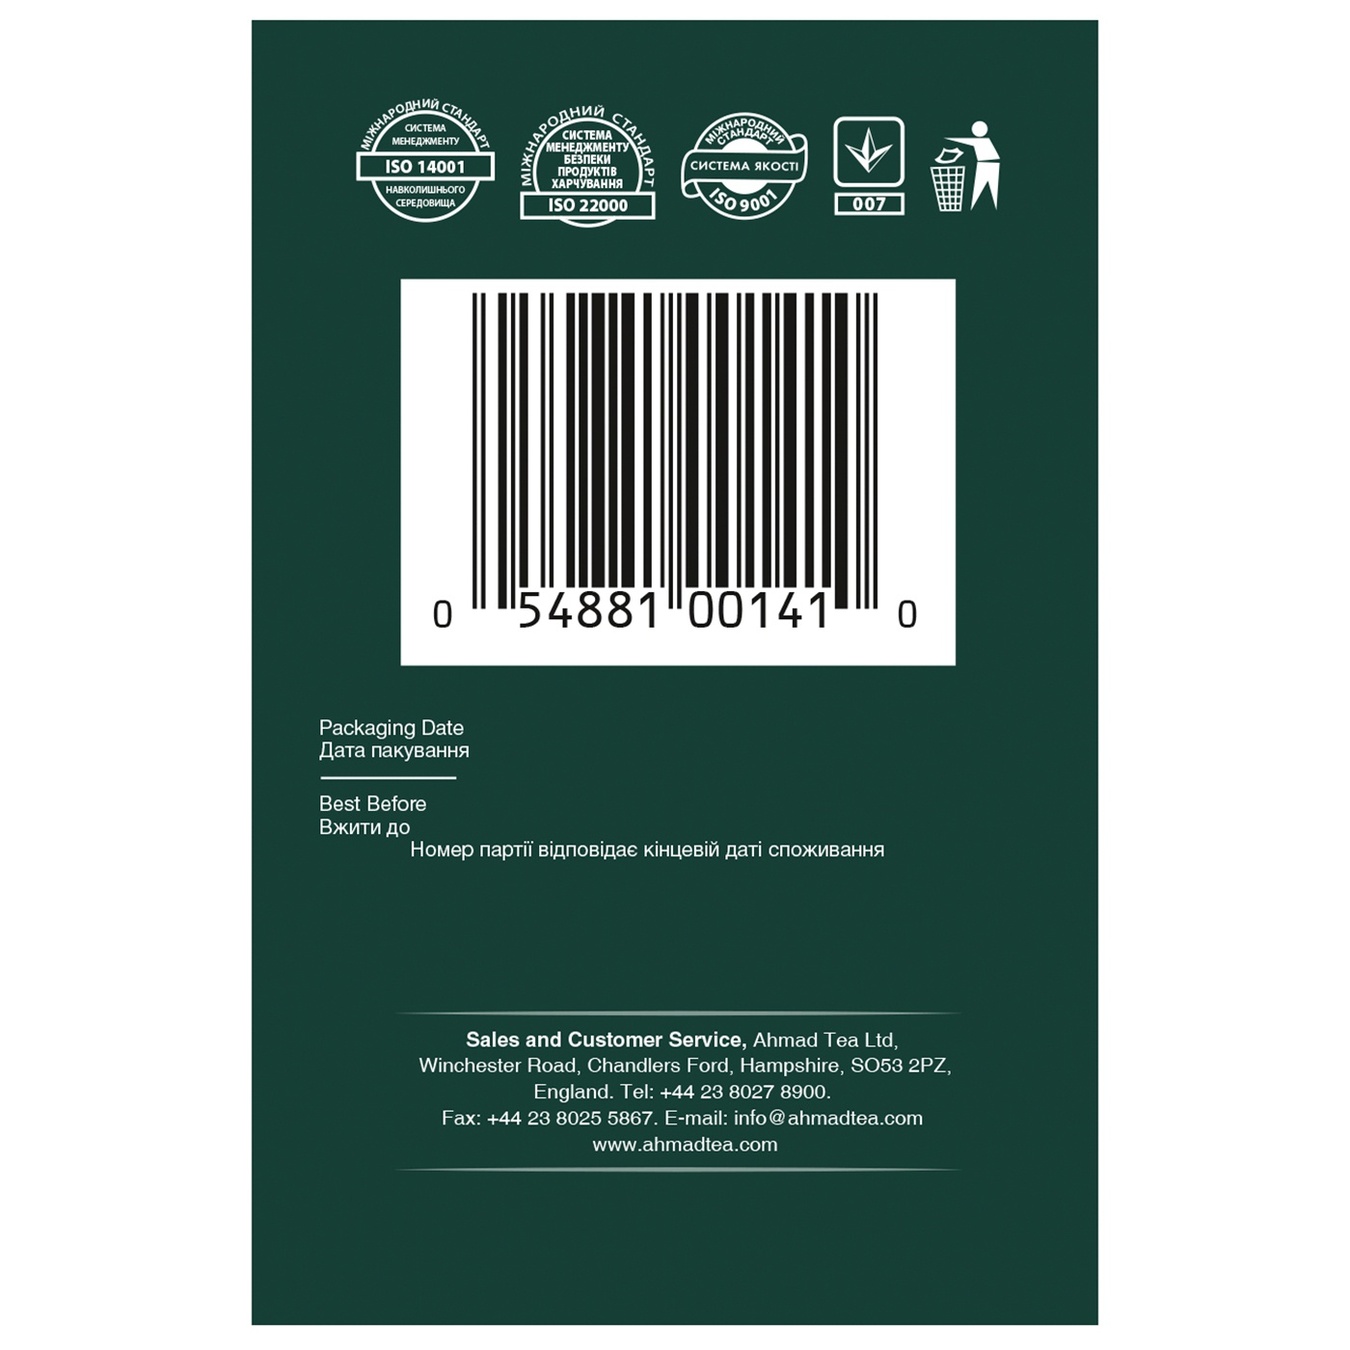 МІЖНАРОДНИЙ СТАНДАРТ
СИСТЕМА
МЕНЕДЖМЕНТУ
ISO 14001
НАВКОЛИШНЬОГО
СЕРЕДОВИЩА
МІЖНАРОДНИЙ СТАНДАРТ
СИСТЕМА
МЕНЕДЖМЕНТУ
БЕЗПЕКИ
ПРОДУКТІВ
ХАРЧУВАННЯ
ISO 22000
МІЖНАРОДНИЙ
СТАНДАРТ
СИСТЕМА ЯКОСТІ
ISO 9001
007
0 54881 00141 0
Packaging Date
Дата пакування
Best Before
Вжити до
Номер партії відповідає кінцевій даті споживання
Sales and Customer Service, Ahmad Tea Ltd,
Winchester Road, Chandlers Ford, Hampshire, SO53 2PZ,
England. Tel: +44 23 8027 8900.
Fax: +44 23 8025 5867. E-mail: info@ahmadtea.com
www.ahmadtea.com